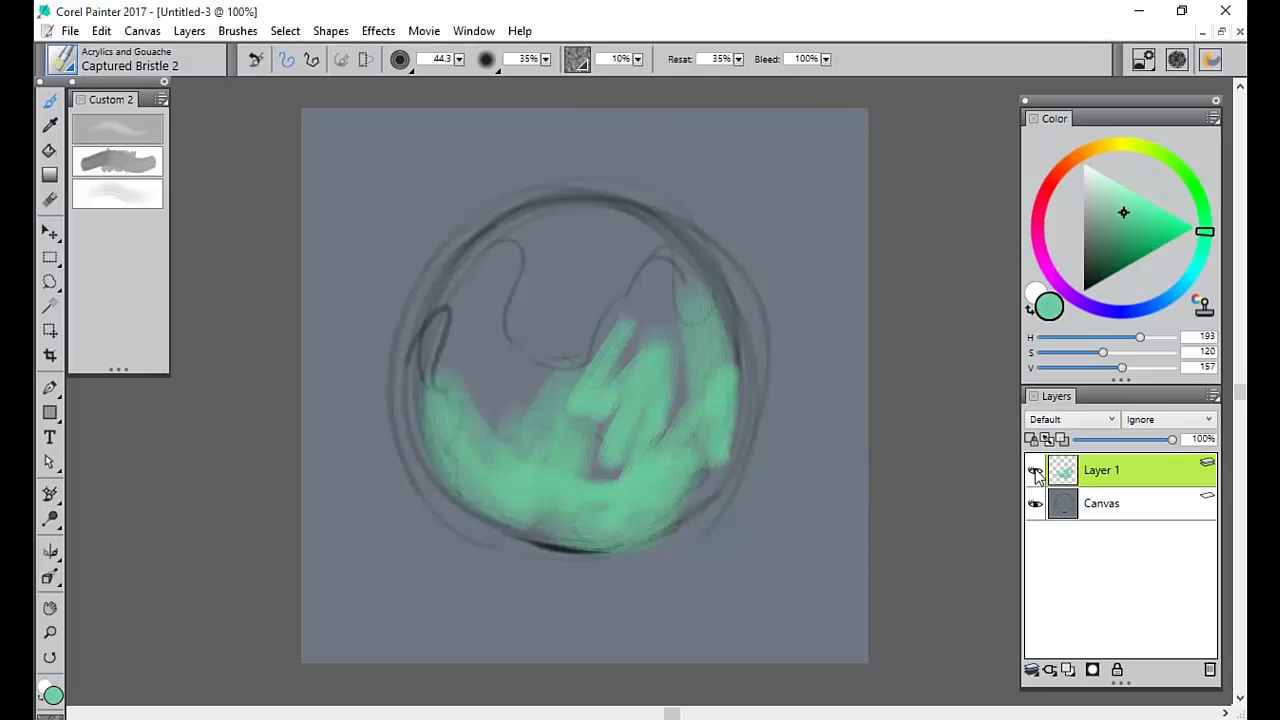 Corel Painter 2017 - [Untitled-3 @ 100%]
File Edit Canvas Layers Brushes Select Shapes Effects Movie Window Help
Acrylics and Gouache
Captured Bristle 2
44.3 35% 10% Resat: 35% Bleed: 100%
Custom 2
Color
H 193
S 120
V 157
Layers
Default Ignore
100%
Layer 1
Canvas